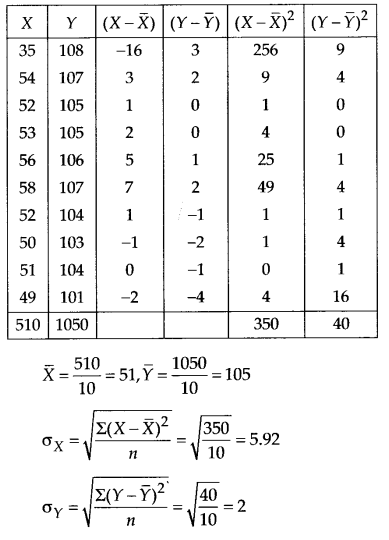 X Y (X – X̄) (Y – Ȳ) (X – X̄)² (Y – Ȳ)²
35 108 –16 3 256 9
54 107 3 2 9 4
52 105 1 0 1 0
53 105 2 0 4 0
56 106 5 1 25 1
58 107 7 2 49 4
52 104 1 –1 1 1
50 103 –1 –2 1 4
51 104 0 –1 0 1
49 101 –2 –4 4 16
510 1050 350 40
X̄ = 510/10 = 51, Ȳ = 1050/10 = 105
σX = √(Σ(X – X̄)²/n) = √(350/10) = 5.92
σY = √(Σ(Y – Ȳ)²/n) = √(40/10) = 2